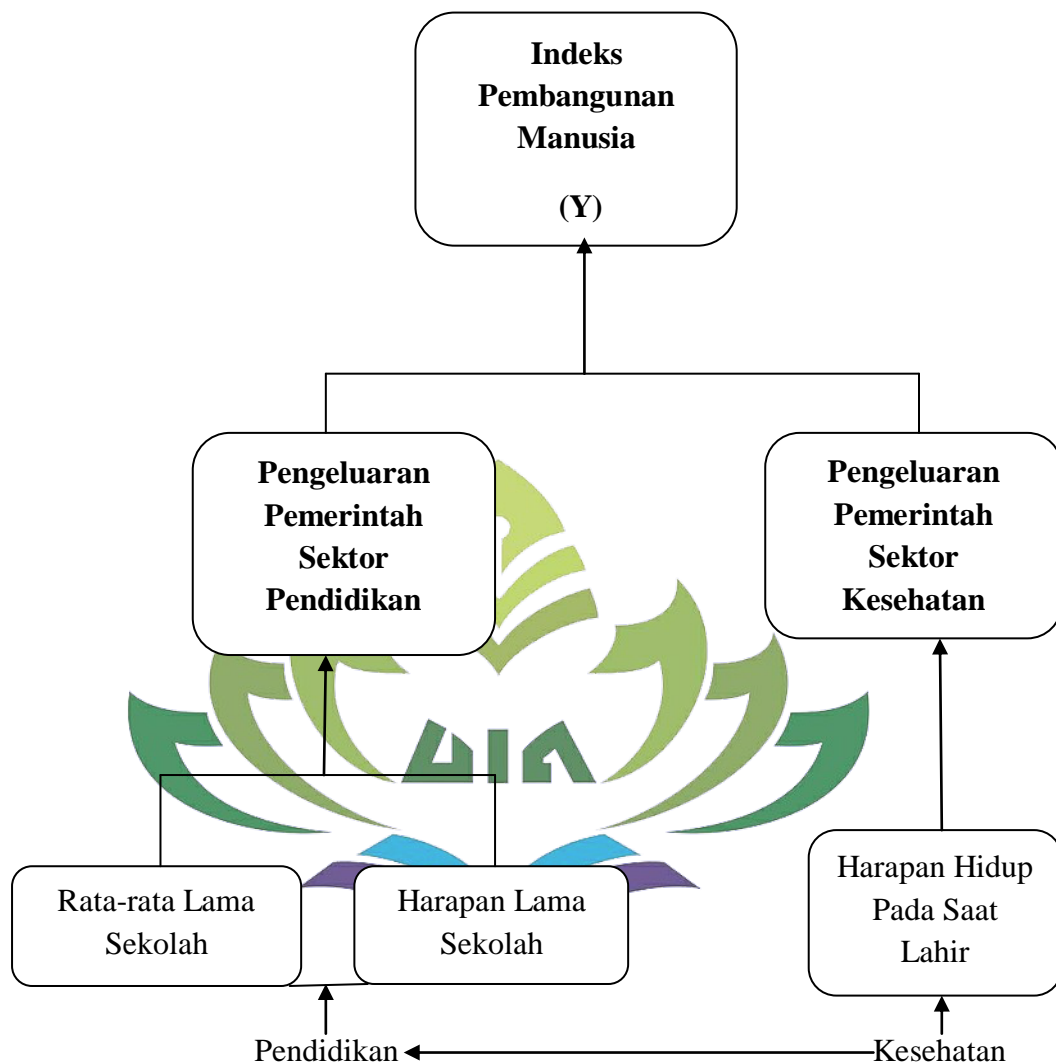 Indeks
Pembangunan
Manusia
(Y)
Pengeluaran
Pemerintah
Sektor
Pendidikan
Pengeluaran
Pemerintah
Sektor
Kesehatan
UIN
Rata-rata Lama
Sekolah
Harapan Lama
Sekolah
Harapan Hidup
Pada Saat
Lahir
Pendidikan
Kesehatan